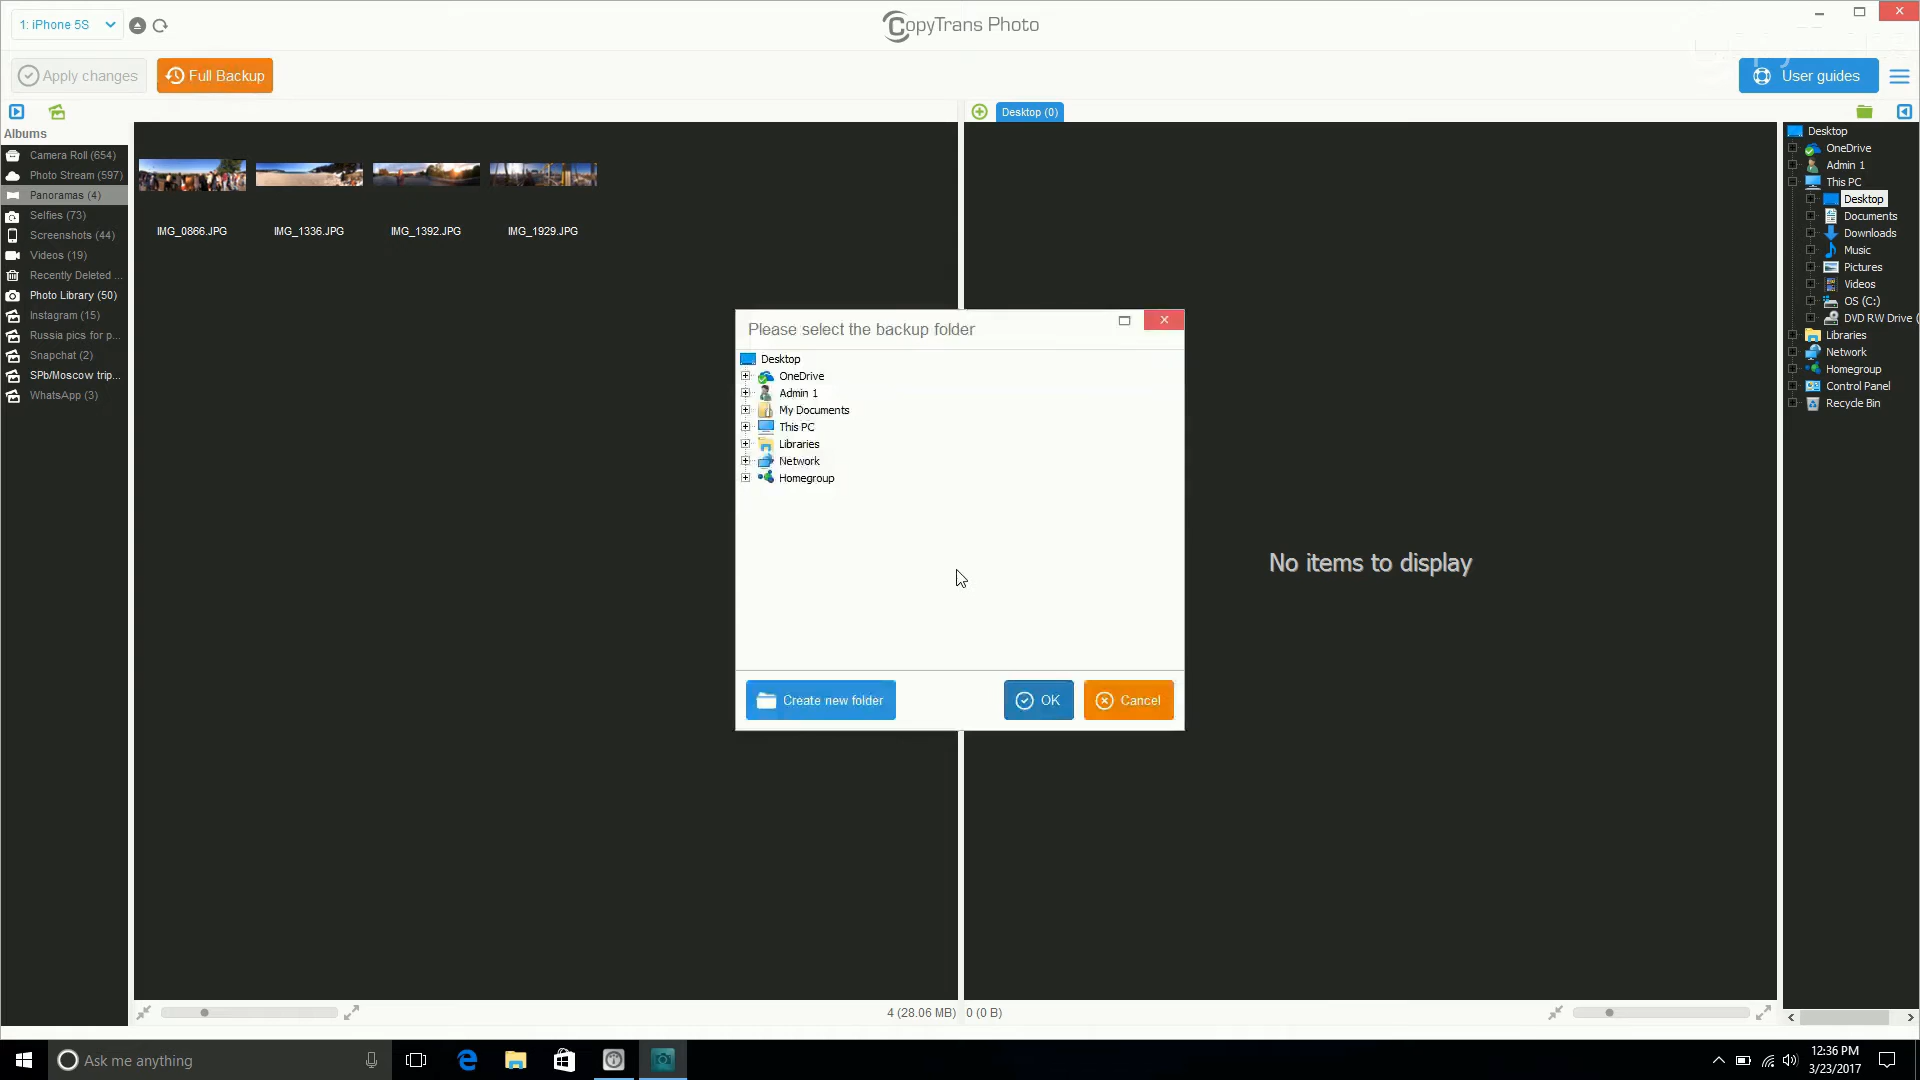 1: iPhone 5S
CopyTrans Photo
Apply changes
Full Backup
User guides
Desktop (0)
Albums
Camera Roll (654)
Photo Stream (597)
Panoramas (4)
Selfies (73)
Screenshots (44)
Videos (19)
Recently Deleted ...
Photo Library (50)
Instagram (15)
Russia pics for p...
Snapchat (2)
SPb/Moscow trip...
WhatsApp (3)
IMG_0866.JPG
IMG_1336.JPG
IMG_1392.JPG
IMG_1929.JPG
Please select the backup folder
Desktop
OneDrive
Admin 1
My Documents
This PC
Libraries
Network
Homegroup
Create new folder
OK
Cancel
No items to display
Desktop
OneDrive
Admin 1
This PC
Desktop
Documents
Downloads
Music
Pictures
Videos
OS (C:)
DVD RW Drive (
Libraries
Network
Homegroup
Control Panel
Recycle Bin
4 (28.06 MB)
0 (0 B)
Ask me anything
12:36 PM
3/23/2017